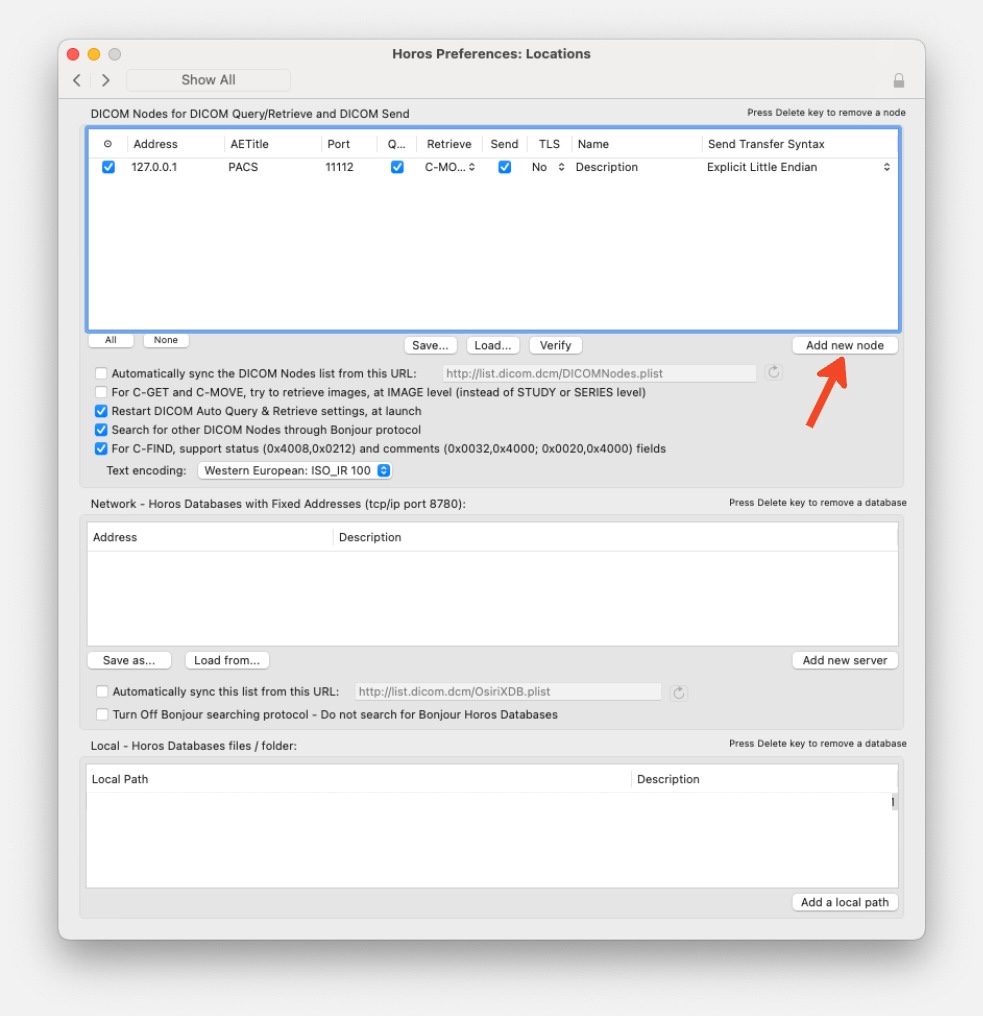 Horos Preferences: Locations
Show All
DICOM Nodes for DICOM Query/Retrieve and DICOM Send
Press Delete key to remove a node
Address AETitle Port Q... Retrieve Send TLS Name Send Transfer Syntax
127.0.0.1 PACS 11112 C-MO... No Description Explicit Little Endian
All None
Save... Load... Verify Add new node
Automatically sync the DICOM Nodes list from this URL: http://list.dicom.dcm/DICOMNodes.plist
For C-GET and C-MOVE, try to retrieve images, at IMAGE level (instead of STUDY or SERIES level)
Restart DICOM Auto Query & Retrieve settings, at launch
Search for other DICOM Nodes through Bonjour protocol
For C-FIND, support status (0x4008,0x0212) and comments (0x0032,0x4000; 0x0020,0x4000) fields
Text encoding: Western European: ISO_IR 100
Network - Horos Databases with Fixed Addresses (tcp/ip port 8780):
Press Delete key to remove a database
Address Description
Save as... Load from... Add new server
Automatically sync this list from this URL: http://list.dicom.dcm/OsiriXDB.plist
Turn Off Bonjour searching protocol - Do not search for Bonjour Horos Databases
Local - Horos Databases files / folder:
Press Delete key to remove a database
Local Path Description
Add a local path